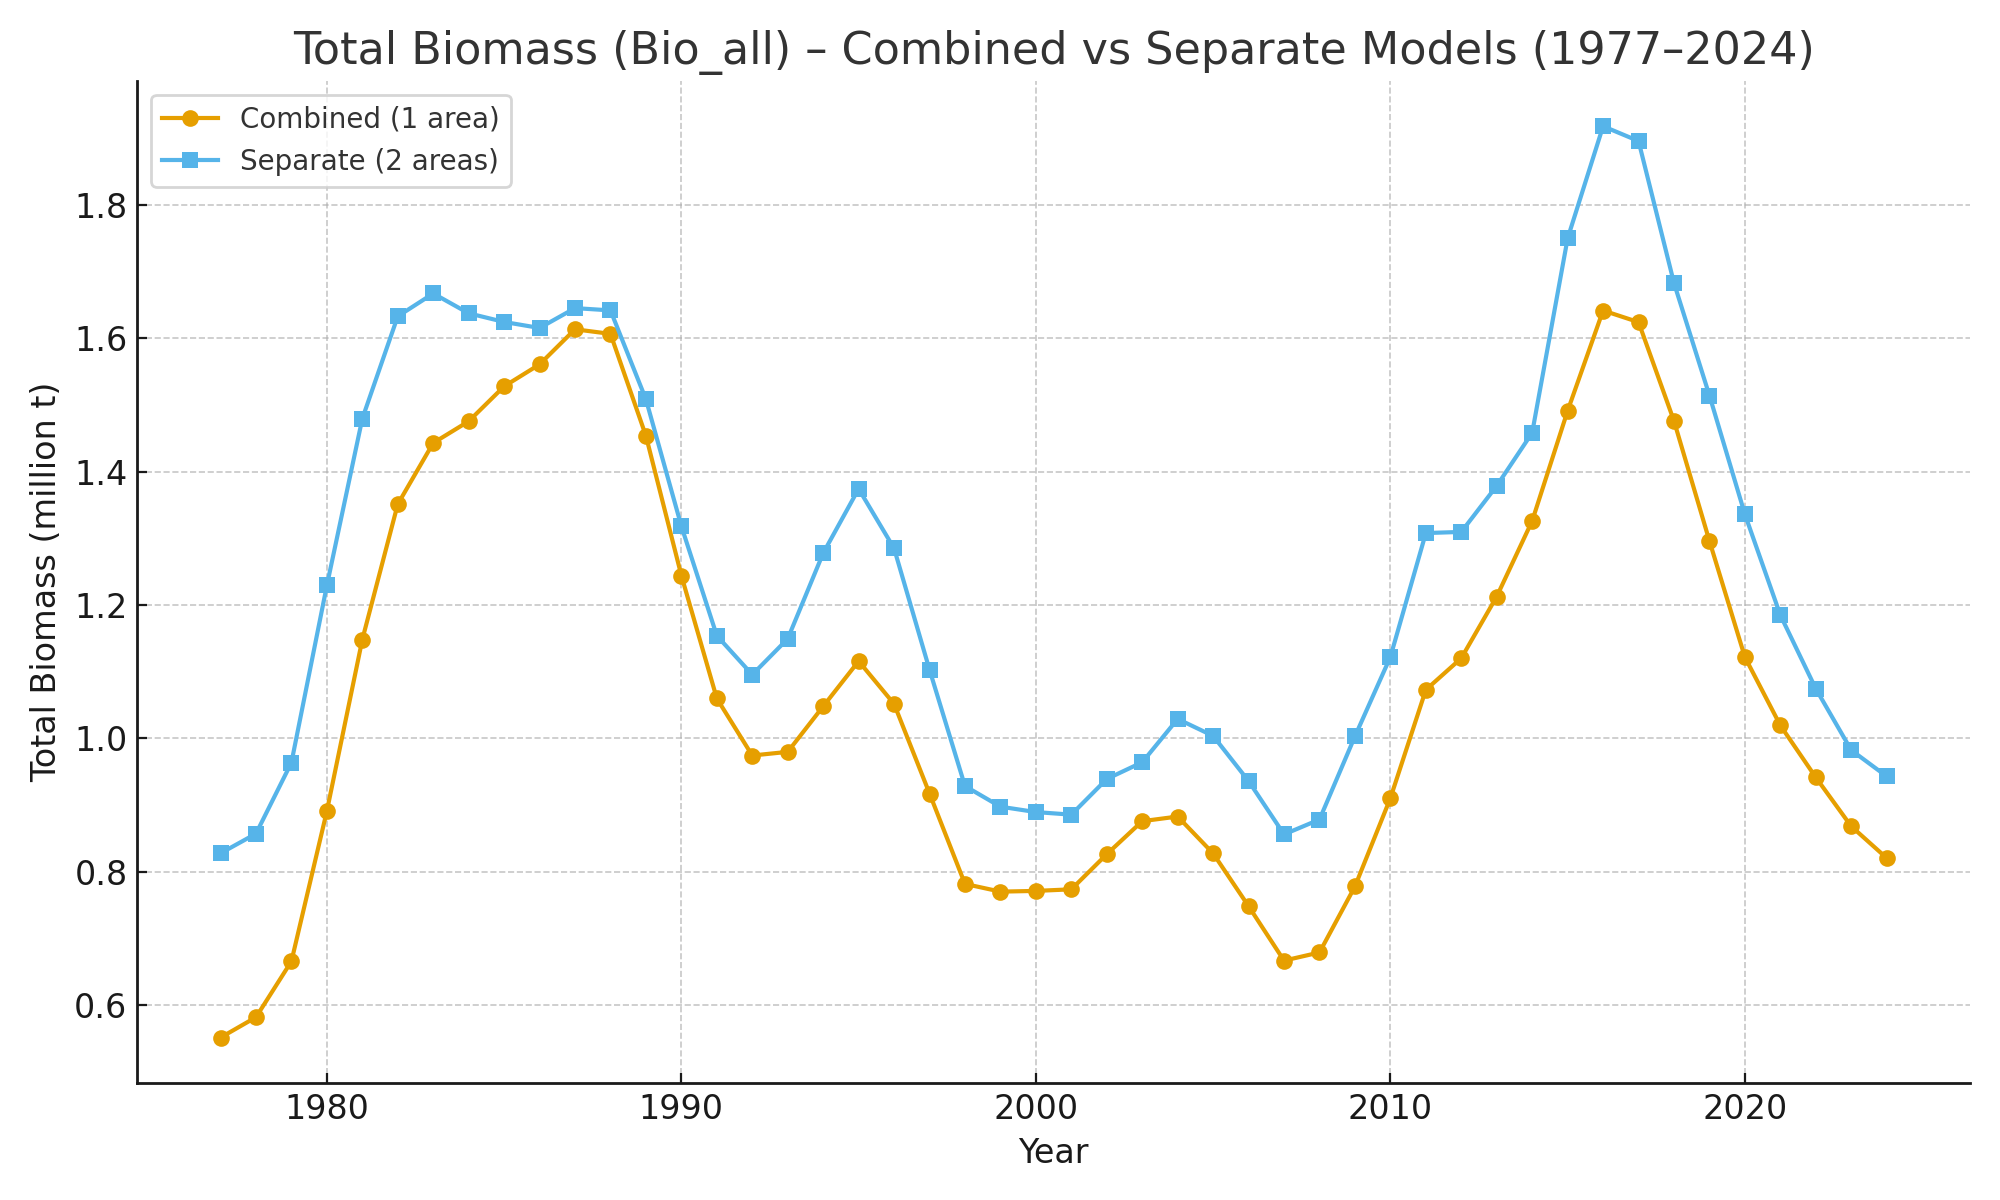 Total Biomass (Bio_all) – Combined vs Separate Models (1977–2024)
Combined (1 area)
Separate (2 areas)
Total Biomass (million t)
1.8
1.6
1.4
1.2
1.0
0.8
0.6
1980 1990 2000 2010 2020
Year